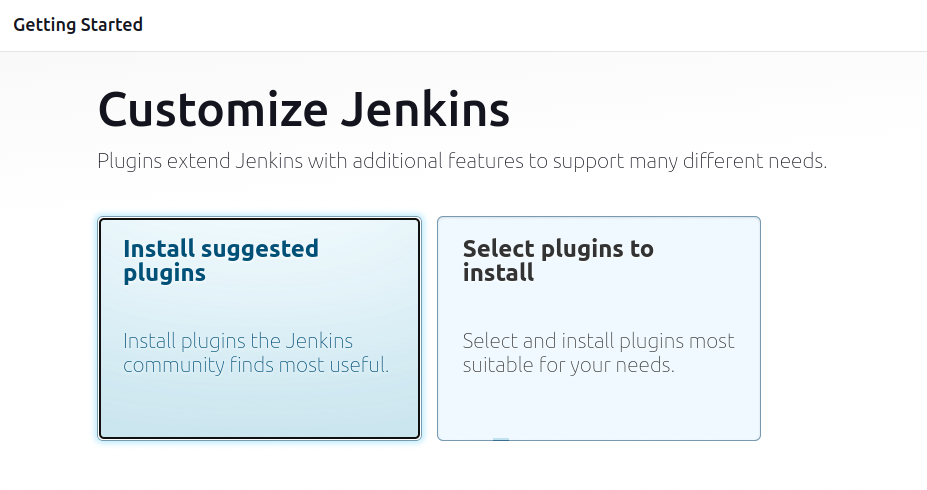 Getting Started
Customize Jenkins
Plugins extend Jenkins with additional features to support many different needs.
Install suggested
plugins
Install plugins the Jenkins
community finds most useful.
Select plugins to
install
Select and install plugins most
suitable for your needs.